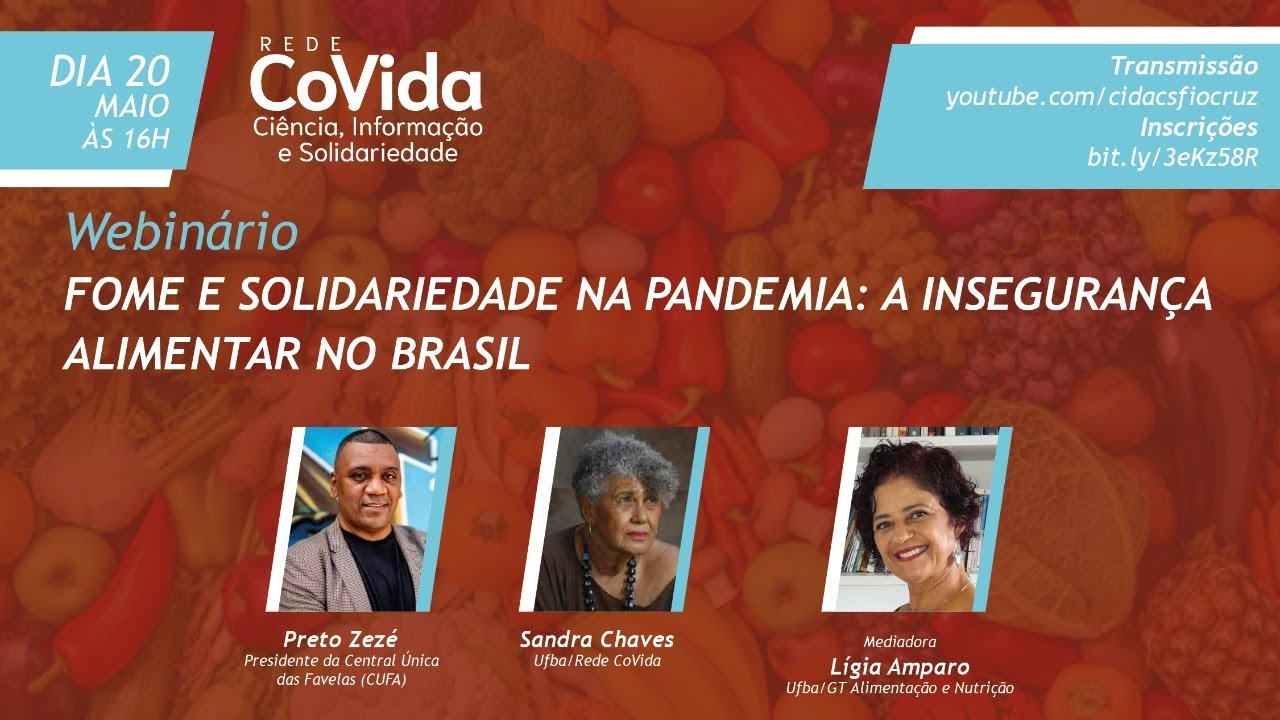 DIA 20
MAIO
ÀS 16H
REDE
CoVida
Ciência, Informação
e Solidariedade
Transmissão
youtube.com/cidacsfiocruz
Inscrições
bit.ly/3eKz58R
Webinário
FOME E SOLIDARIEDADE NA PANDEMIA: A INSEGURANÇA
ALIMENTAR NO BRASIL
Preto Zezé
Presidente da Central Única
das Favelas (CUFA)
Sandra Chaves
Ufba/Rede CoVida
Mediadora
Lígia Amparo
Ufba/GT Alimentação e Nutrição